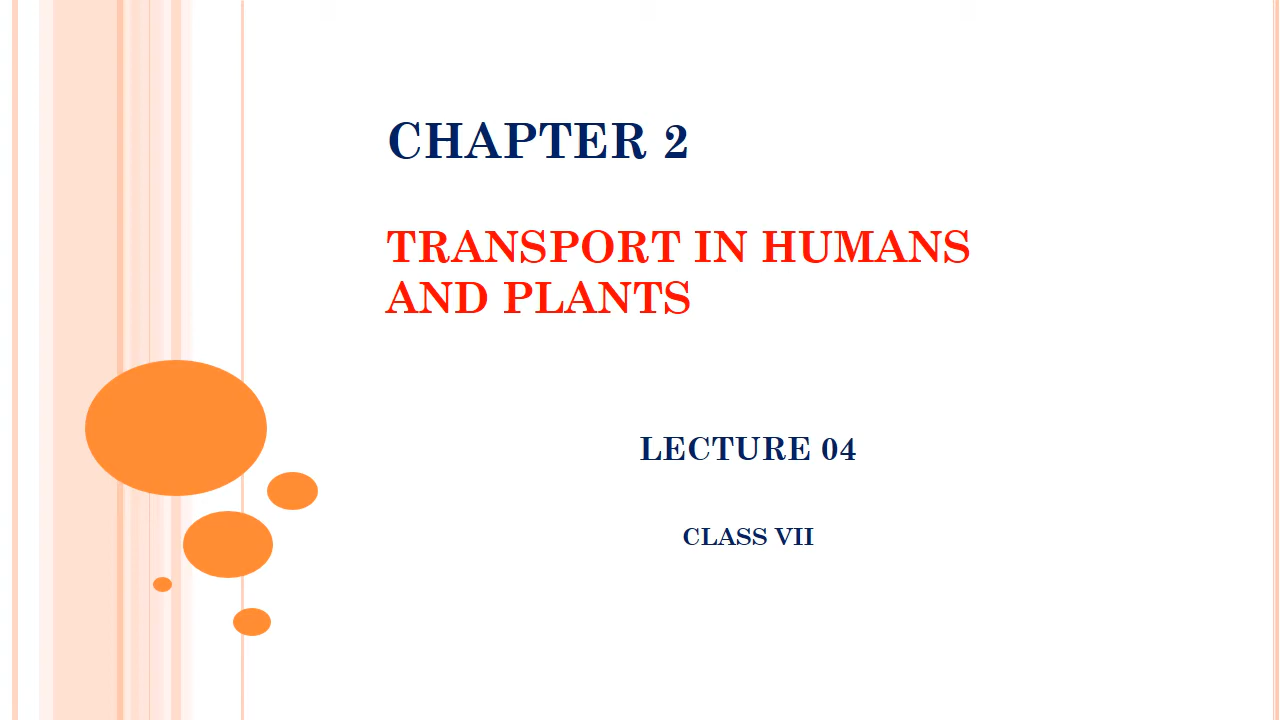 CHAPTER 2
TRANSPORT IN HUMANS
AND PLANTS
LECTURE 04
CLASS VII